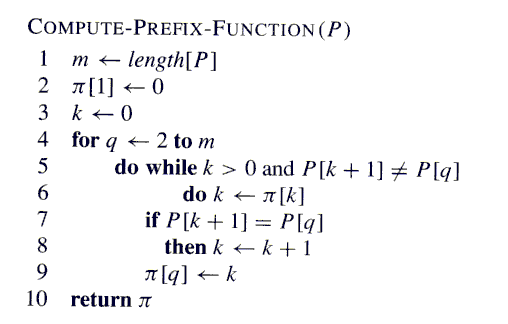 COMPUTE-PREFIX-FUNCTION(P)
1 m ← length[P]
2 π[1] ← 0
3 k ← 0
4 for q ← 2 to m
5 do while k > 0 and P[k + 1] ≠ P[q]
6 do k ← π[k]
7 if P[k + 1] = P[q]
8 then k ← k + 1
9 π[q] ← k
10 return π